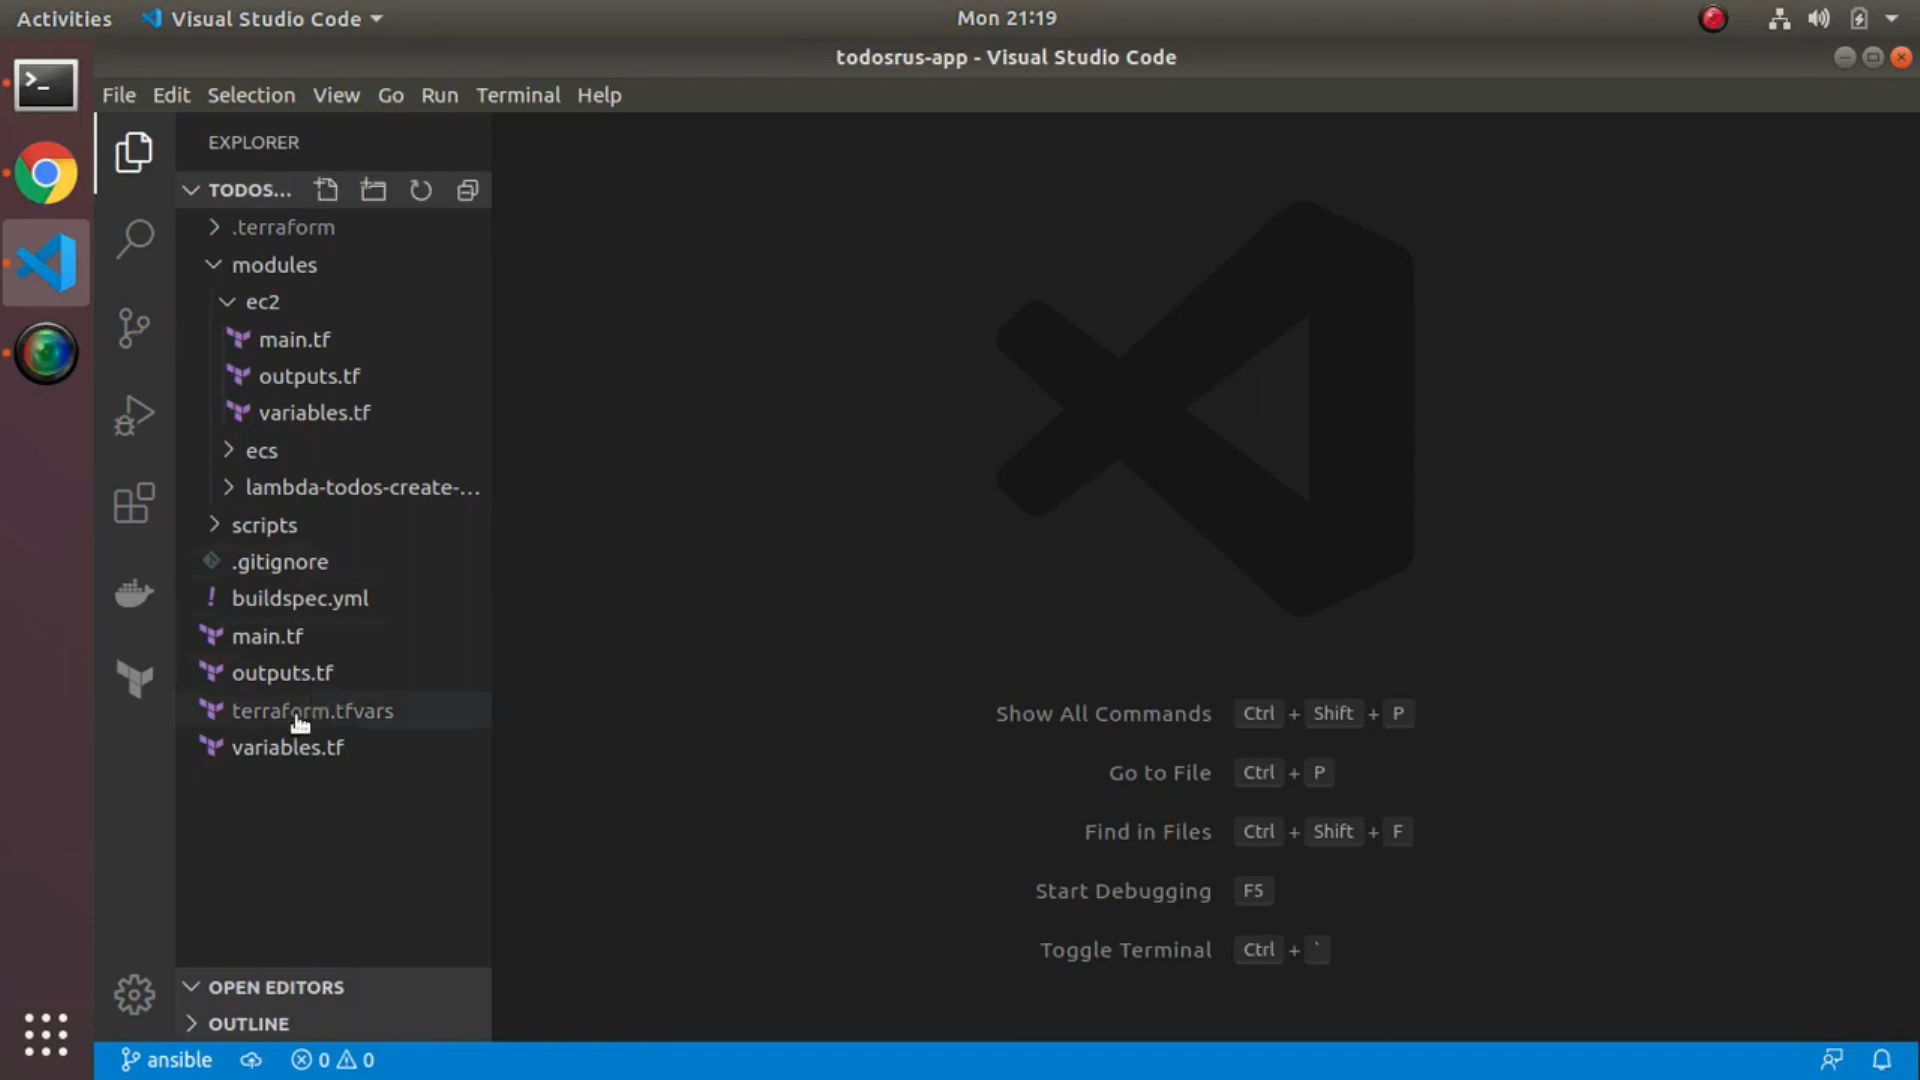 Activities Visual Studio Code Mon 21:19
todosrus-app - Visual Studio Code
File Edit Selection View Go Run Terminal Help
EXPLORER
TODOS...
.terraform
modules
ec2
main.tf
outputs.tf
variables.tf
ecs
lambda-todos-create-...
scripts
.gitignore
! buildspec.yml
main.tf
outputs.tf
terraform.tfvars
variables.tf
Show All Commands Ctrl + Shift + P
Go to File Ctrl + P
Find in Files Ctrl + Shift + F
Start Debugging F5
Toggle Terminal Ctrl + `
OPEN EDITORS
OUTLINE
ansible 0 0